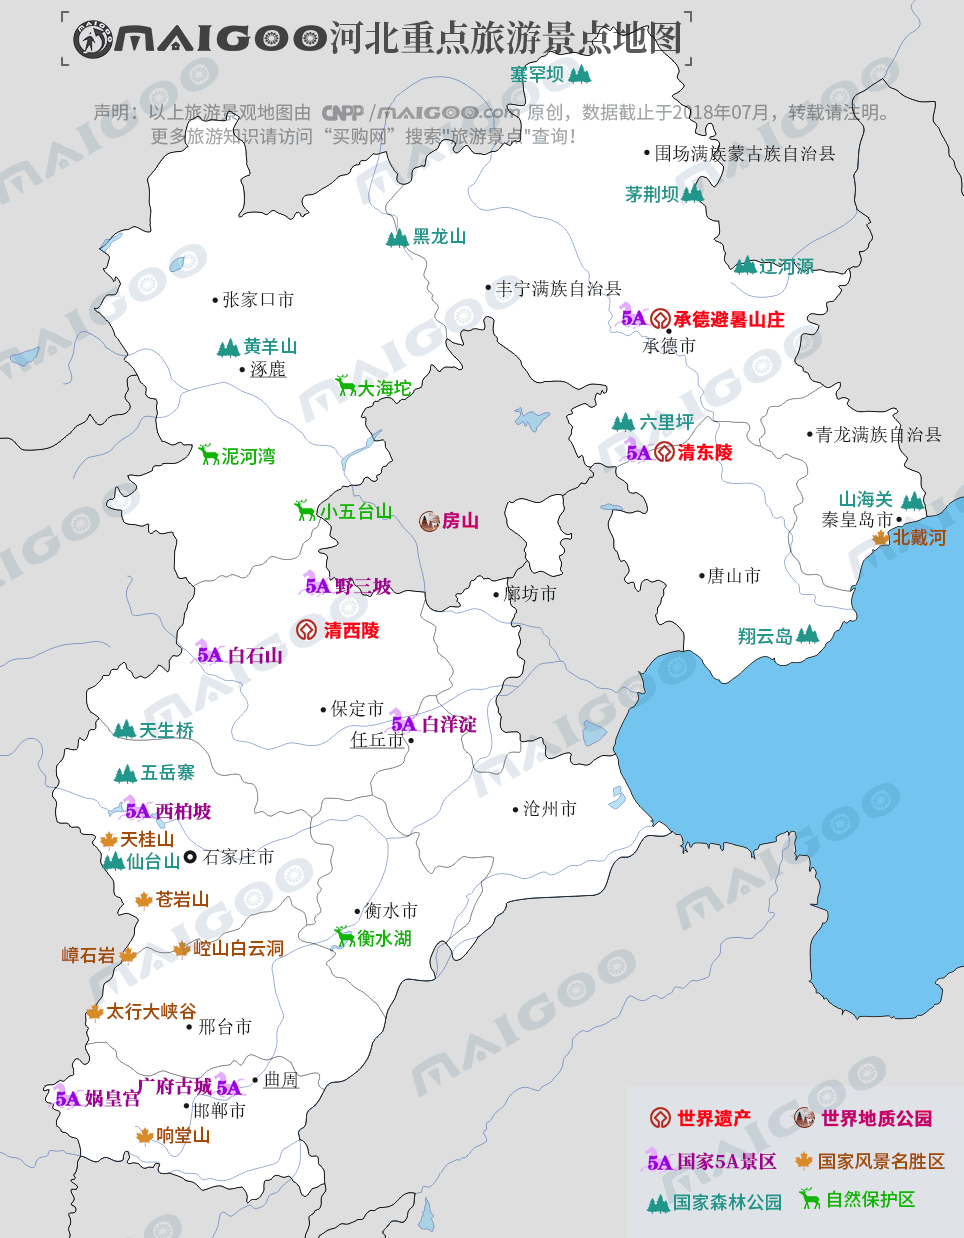 MAIGOO河北重点旅游景点地图
塞罕坝
声明：以上旅游景观地图由 CNPP /MAIGOO.com 原创，数据截止于2018年07月，转载请注明。
更多旅游知识请访问“买购网”搜索"旅游景点"查询!
围场满族蒙古族自治县
茅荆坝
黑龙山
辽河源
丰宁满族自治县
张家口市
5A 承德避暑山庄
承德市
黄羊山
涿鹿
大海坨
六里坪
青龙满族自治县
5A 清东陵
泥河湾
山海关
小五台山
房山
秦皇岛市
北戴河
唐山市
5A 野三坡
廊坊市
清西陵
翔云岛
5A 白石山
保定市
5A 白洋淀
天生桥
任丘市
五岳寨
5A 西柏坡
沧州市
天桂山
仙台山
石家庄市
苍岩山
衡水市
衡水湖
崆山白云洞
嶂石岩
太行大峡谷
邢台市
曲周
广府古城 5A
5A 娲皇宫
邯郸市
响堂山
世界遗产
世界地质公园
5A 国家5A景区
国家风景名胜区
国家森林公园
自然保护区